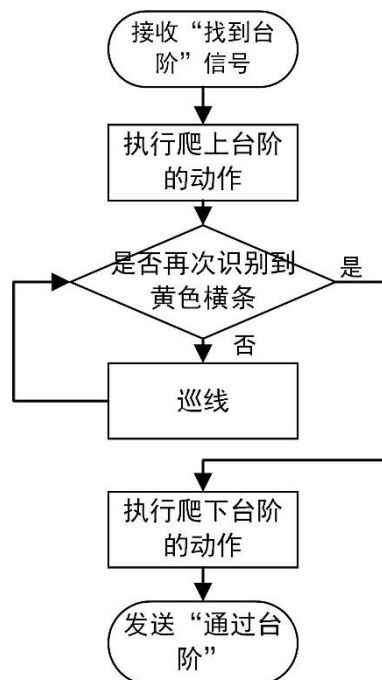 接收“找到台
阶”信号
执行爬上台阶
的动作
是否再次识别到
黄色横条
是
否
巡线
执行爬下台阶
的动作
发送“通过台
阶”